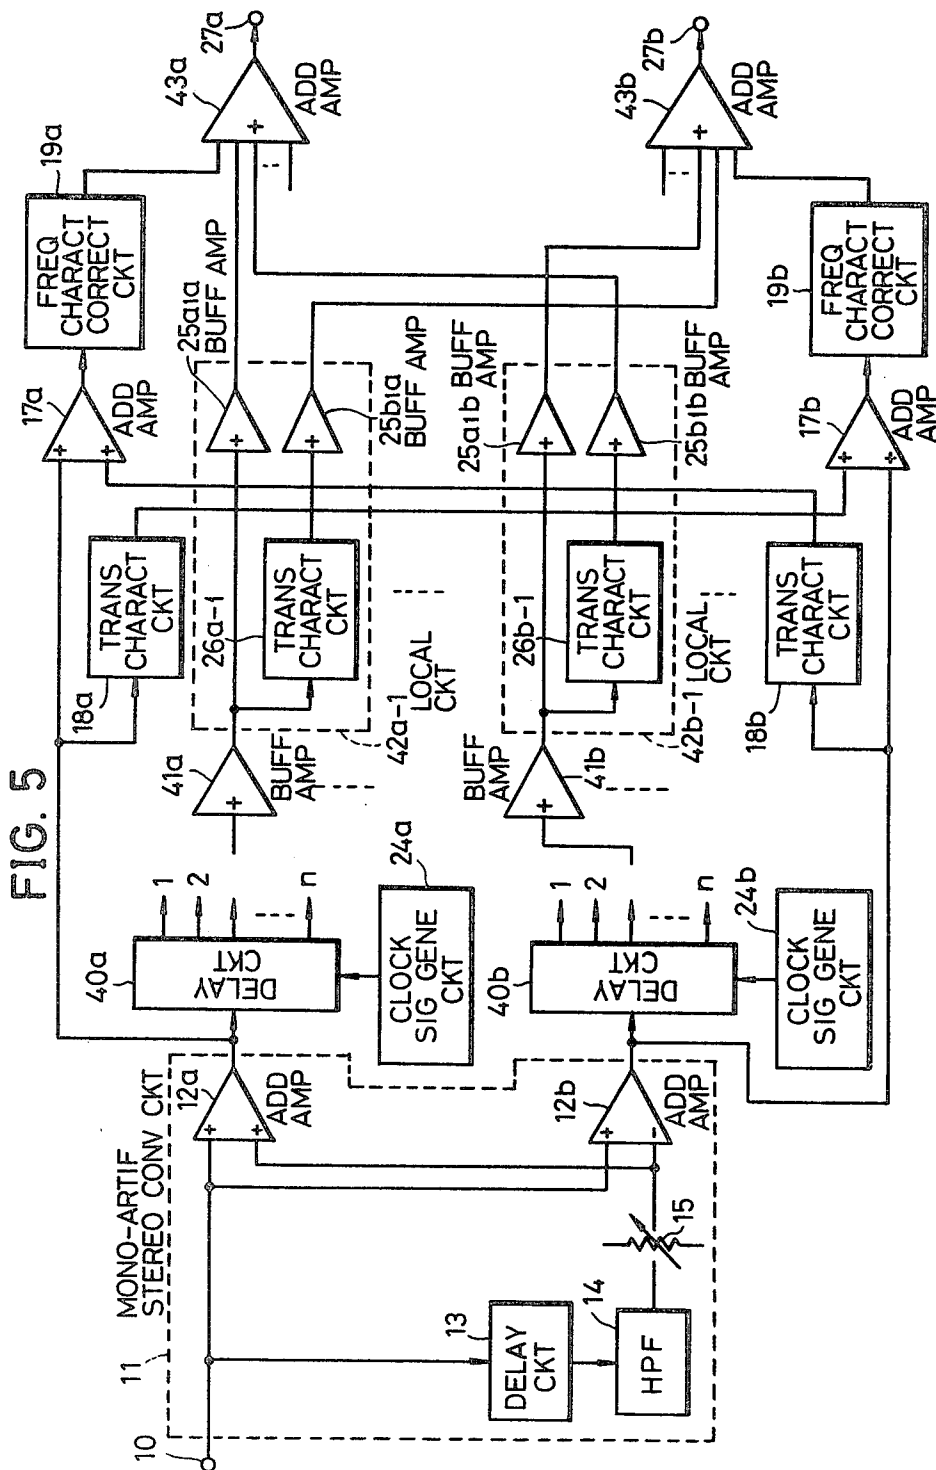 FIG. 5
MONO-ARTIF
STEREO CONV CKT
11
10
13
DELAY
CKT
14
HPF
15
12a
ADD
AMP
12b
ADD
AMP
40a
DELAY
CKT
1
2
n
24a
CLOCK
SIG GENE
CKT
40b
DELAY
CKT
1
2
n
24b
CLOCK
SIG GENE
CKT
41a
BUFF
AMP
BUFF
AMP
41b
18a
TRANS
CHARACT
CKT
26a-1
TRANS
CHARACT
CKT
42a-1
LOCAL
CKT
26b-1
TRANS
CHARACT
CKT
42b-1
LOCAL
CKT
18b
TRANS
CHARACT
CKT
17a
ADD
AMP
25a1a
BUFF AMP
25b1a
BUFF AMP
25a1b
BUFF
AMP
25b1b
BUFF
AMP
17b
ADD
AMP
19a
FREQ
CHARACT
CORRECT
CKT
19b
FREQ
CHARACT
CORRECT
CKT
43a
ADD
AMP
27a
43b
ADD
AMP
27b